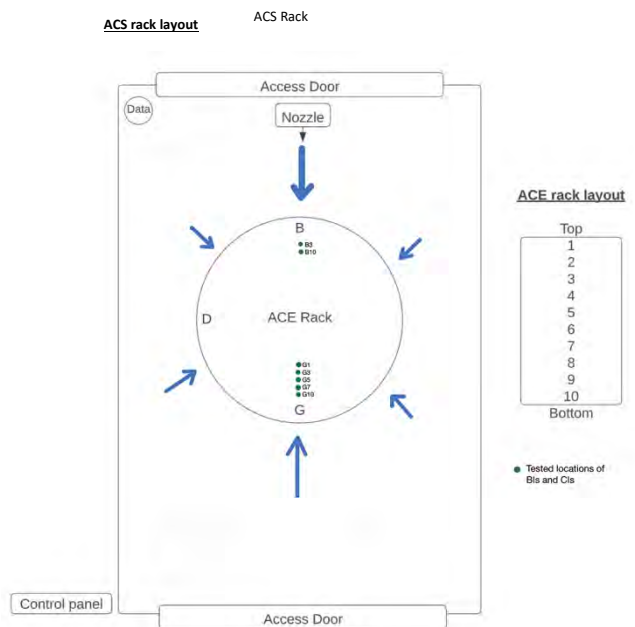 ACS rack layout
ACS Rack
Access Door
Data
Nozzle
ACE rack layout
B
B3
B10
D
ACE Rack
G1
G3
G5
G7
G10
G
Top
1
2
3
4
5
6
7
8
9
10
Bottom
Tested locations of
BIs and CIs
Control panel
Access Door